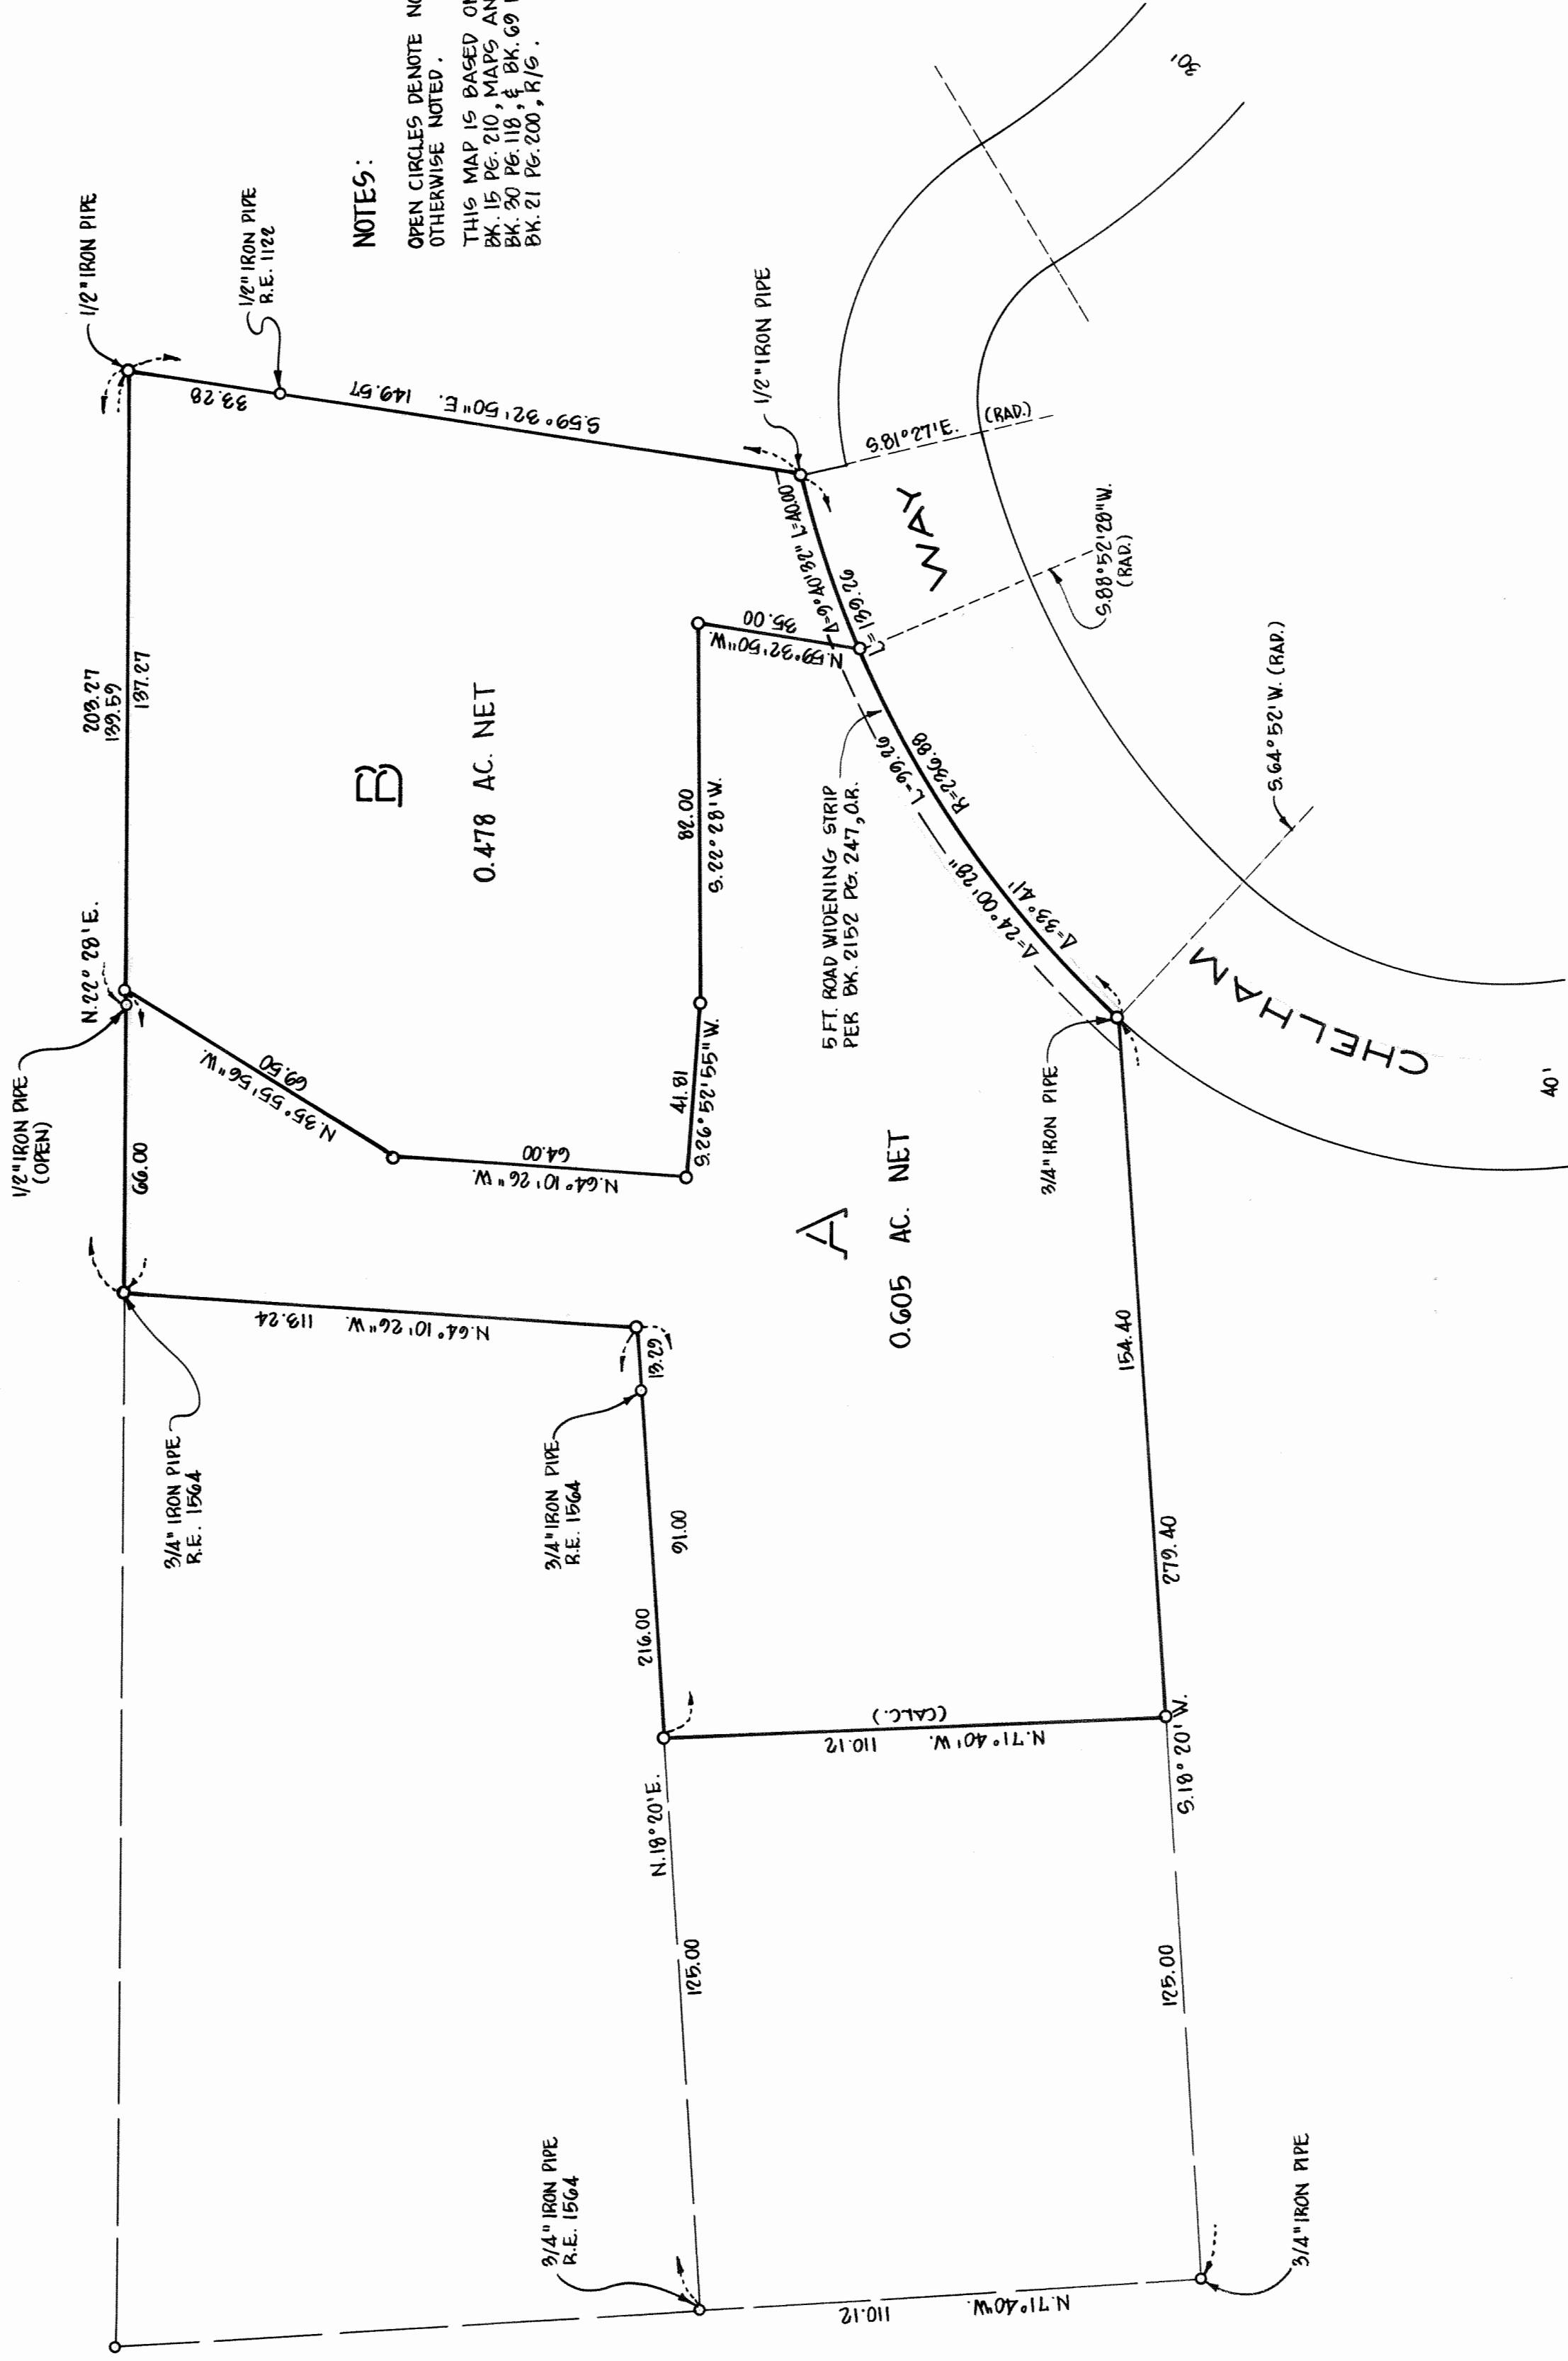 NOTES:
OPEN CIRCLES DENOTE
OTHERWISE NOTED.
THIS MAP IS BASED
BK. 15 PG. 210, MAPS
BK. 30 PG. 118, & BK. 69
BK. 21 PG. 200, R/S.
1/2" IRON PIPE
1/2" IRON PIPE
R.E. 1122
33.28
S.59°32'50"E. 149.57
203.27
139.59
137.27
N.22° 28' E.
1/2" IRON PIPE
(OPEN)
66.00
N.35°55'56"W.
69.50
N.64°10'26"W.
64.00
B
0.478 AC. NET
82.00
S.22°28'W.
41.81
S.26°52'55"W.
N.59°32'50"W.
35.00
1/2" IRON PIPE
Δ=9°40'32" L=40.00
L=139.26
S.81°27'E. (RAD.)
S.88°52'28"W.
(RAD.)
S.64°52'W. (RAD.)
5 FT. ROAD WIDENING STRIP
PER BK. 2152 PG. 247, O.R.
Δ=24°00'28" L=99.26
Δ=33°41' R=236.88
CHELHAM WAY
40'
A
0.605 AC. NET
3/4" IRON PIPE
154.40
279.40
S.18°20'W.
125.00
3/4" IRON PIPE
R.E. 1564
N.64°10'26"W. 113.24
3/4" IRON PIPE
R.E. 1564
13.29
91.00
216.00
N.18°20'E.
125.00
N.71°40'W. 110.12
(CALC.)
3/4" IRON PIPE
R.E. 1564
N.71°40'W. 110.12
3/4" IRON PIPE